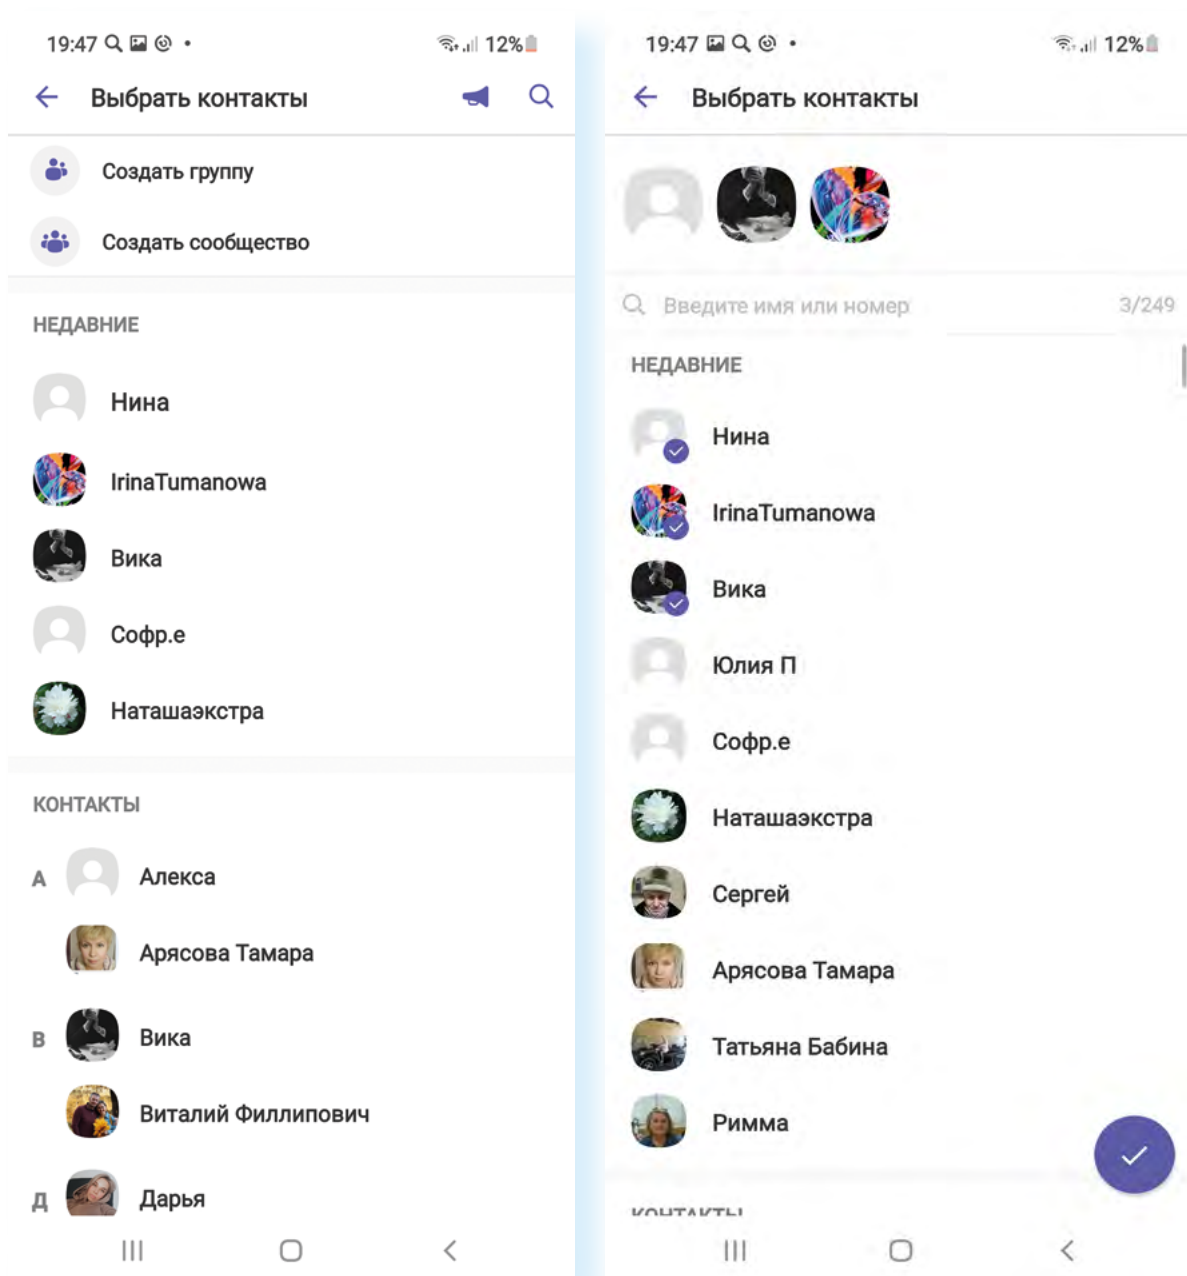 19:47
12%
Выбрать контакты
Создать группу
Создать сообщество
НЕДАВНИЕ
Нина
IrinaTumanowa
Вика
Софр.е
Наташаэкстра
КОНТАКТЫ
А Алекса
Арясова Тамара
В Вика
Виталий Филлипович
Д Дарья
19:47
12%
Выбрать контакты
Введите имя или номер 3/249
НЕДАВНИЕ
Нина
IrinaTumanowa
Вика
Юлия П
Софр.е
Наташаэкстра
Сергей
Арясова Тамара
Татьяна Бабина
Римма
КОНТАКТЫ